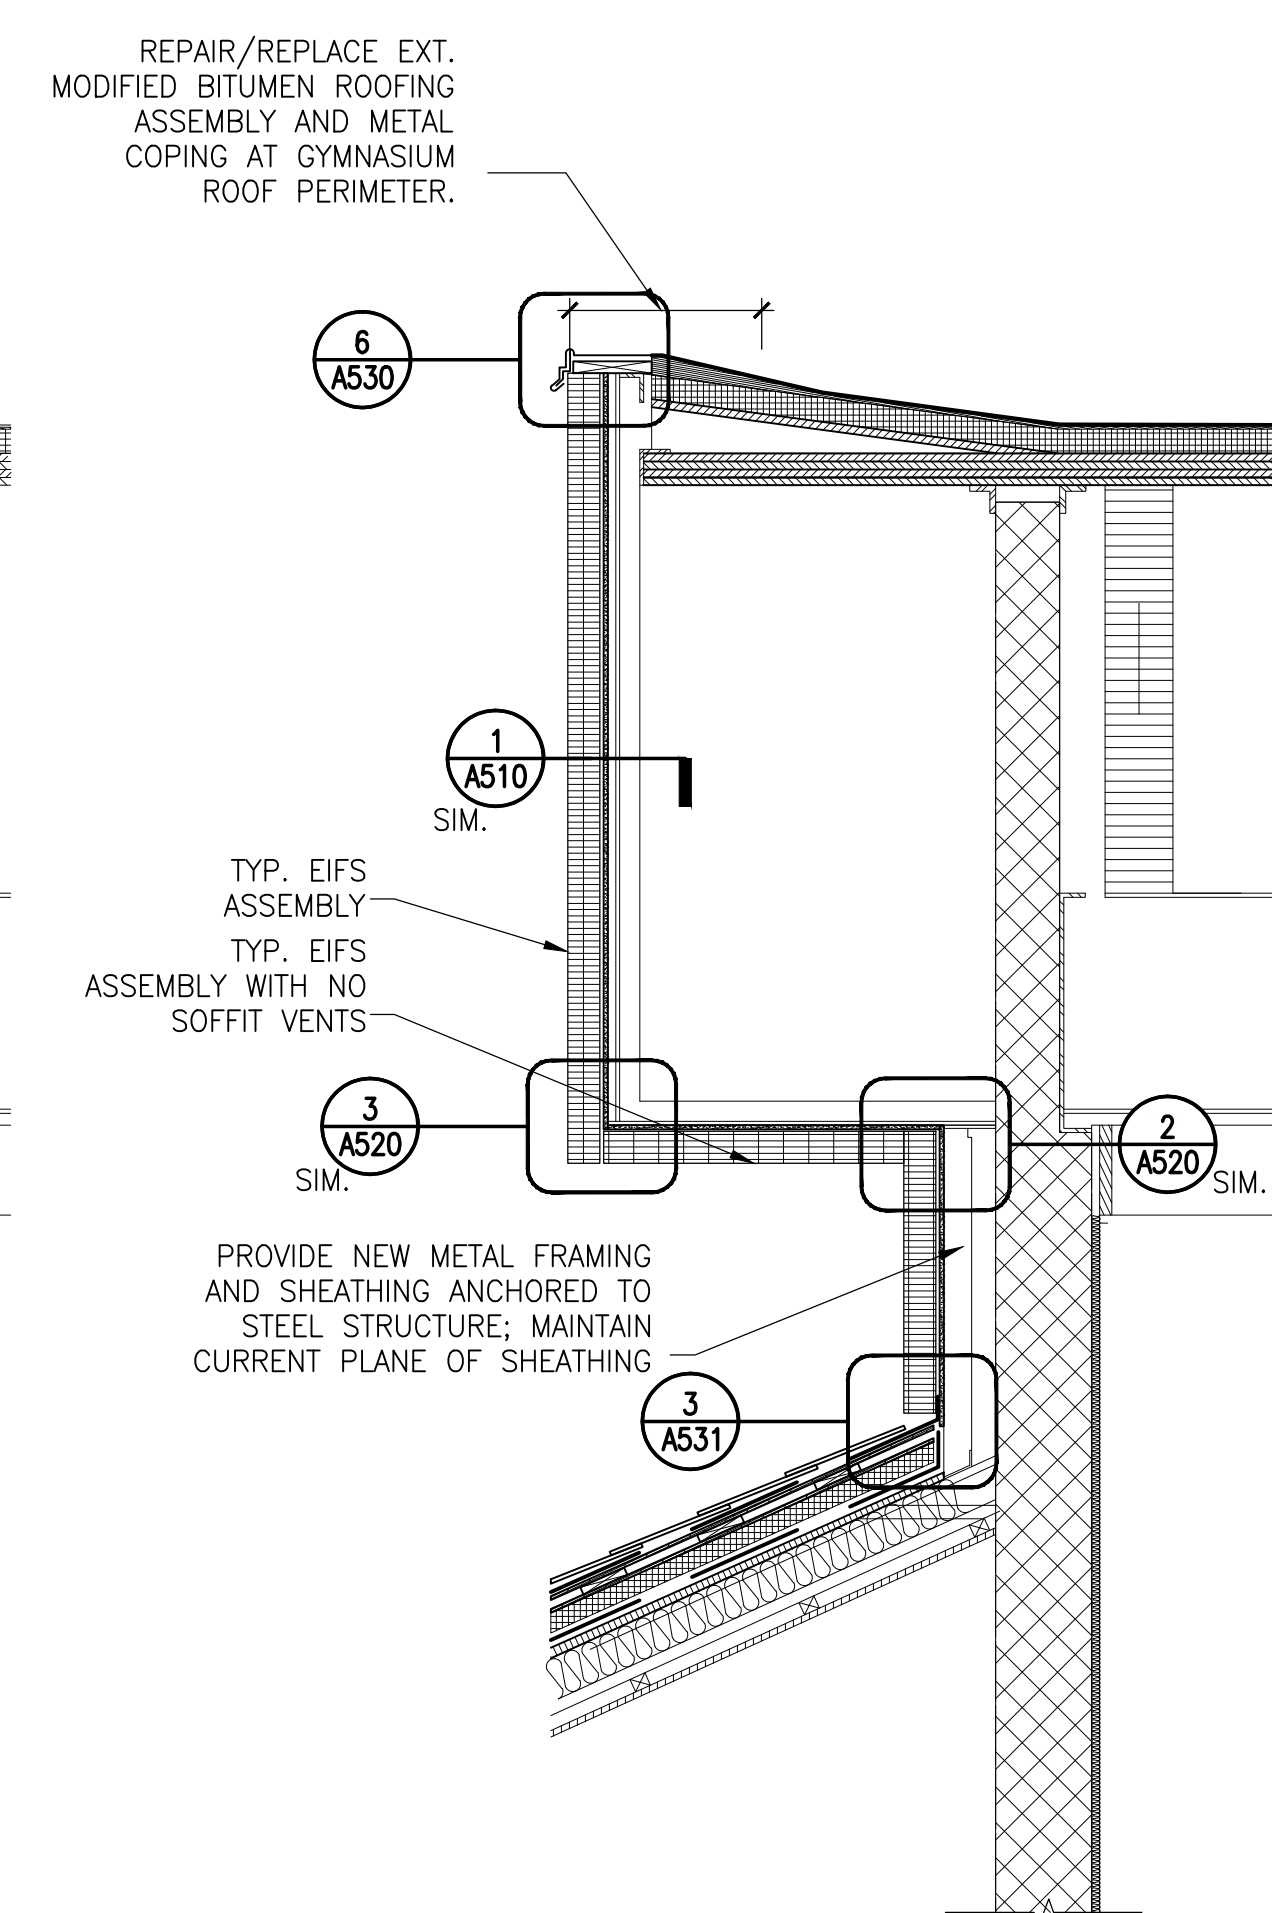 REPAIR/REPLACE EXT.
MODIFIED BITUMEN ROOFING
ASSEMBLY AND METAL
COPING AT GYMNASIUM
ROOF PERIMETER.
6
A530
1
A510
SIM.
TYP. EIFS
ASSEMBLY
TYP. EIFS
ASSEMBLY WITH NO
SOFFIT VENTS
3
A520
SIM.
2
A520
SIM.
PROVIDE NEW METAL FRAMING
AND SHEATHING ANCHORED TO
STEEL STRUCTURE; MAINTAIN
CURRENT PLANE OF SHEATHING
3
A531